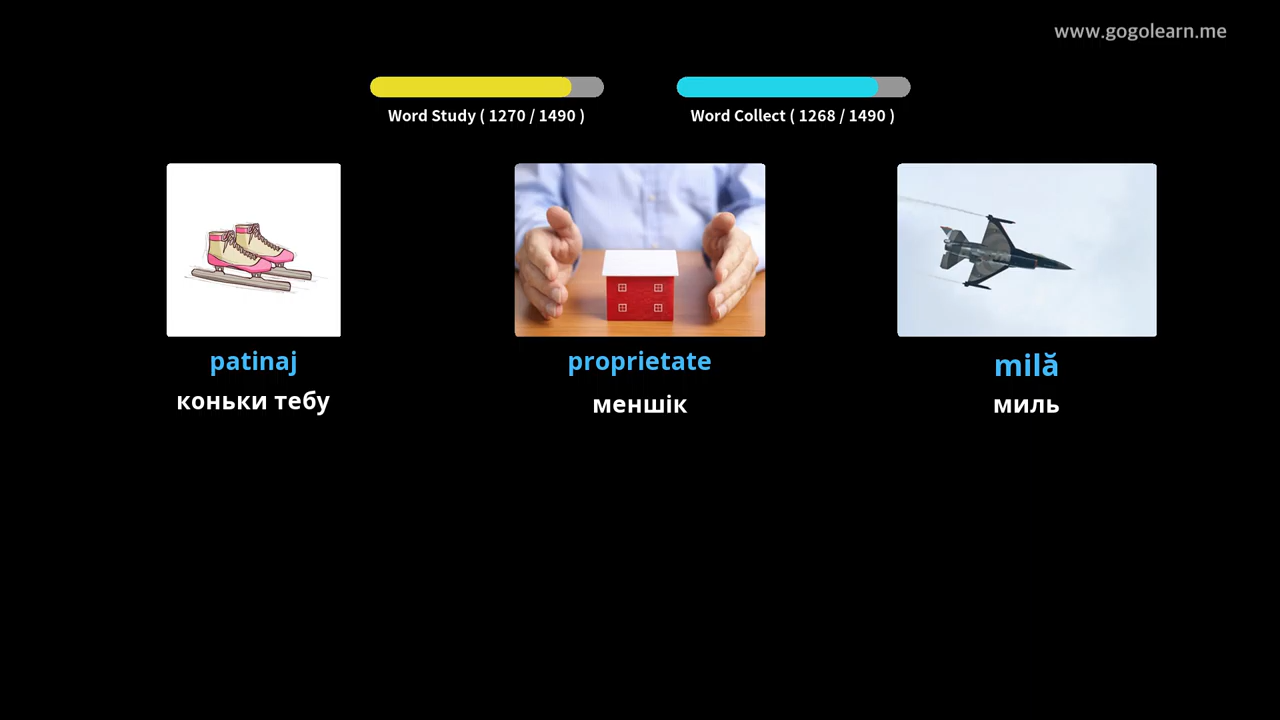 www.gogolearn.me
Word Study ( 1270 / 1490 )
Word Collect ( 1268 / 1490 )
patinaj
коньки тебу
proprietate
меншік
milă
миль